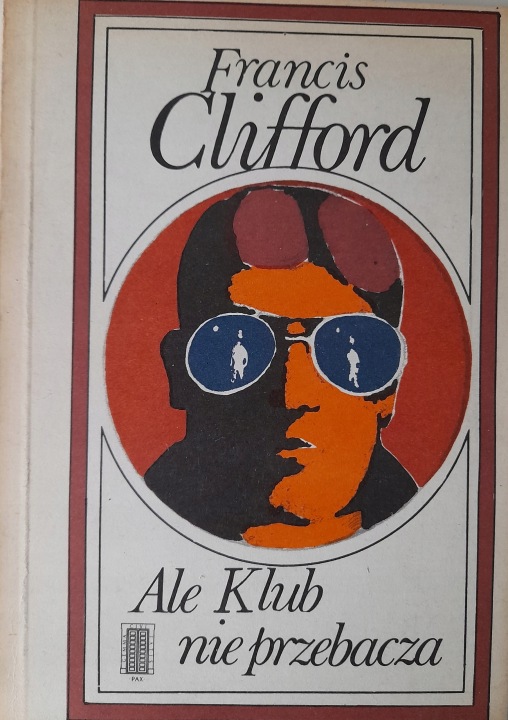 Francis
Clifford
Ale Klub
nie przebacza
PAX